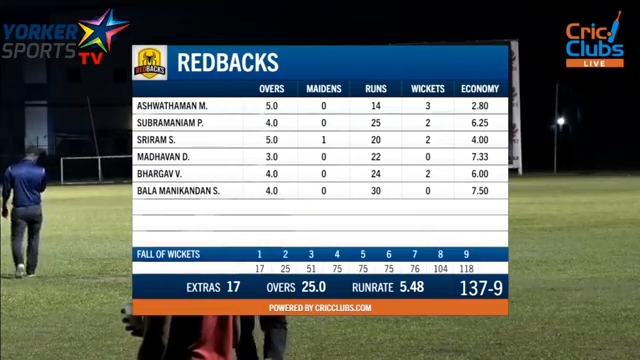 YORKER
SPORTS
TV
CricClubs
LIVE
REDBACKS
REDBACKS
OVERS MAIDENS RUNS WICKETS ECONOMY
ASHWATHAMAN M. 5.0 0 14 3 2.80
SUBRAMANIAM P. 4.0 0 25 2 6.25
SRIRAM S. 5.0 1 20 2 4.00
MADHAVAN D. 3.0 0 22 0 7.33
BHARGAV V. 4.0 0 24 2 6.00
BALA MANIKANDAN S. 4.0 0 30 0 7.50
FALL OF WICKETS 1 2 3 4 5 6 7 8 9
17 25 51 75 75 75 76 104 118
EXTRAS 17 OVERS 25.0 RUNRATE 5.48 137-9
POWERED BY CRICCLUBS.COM